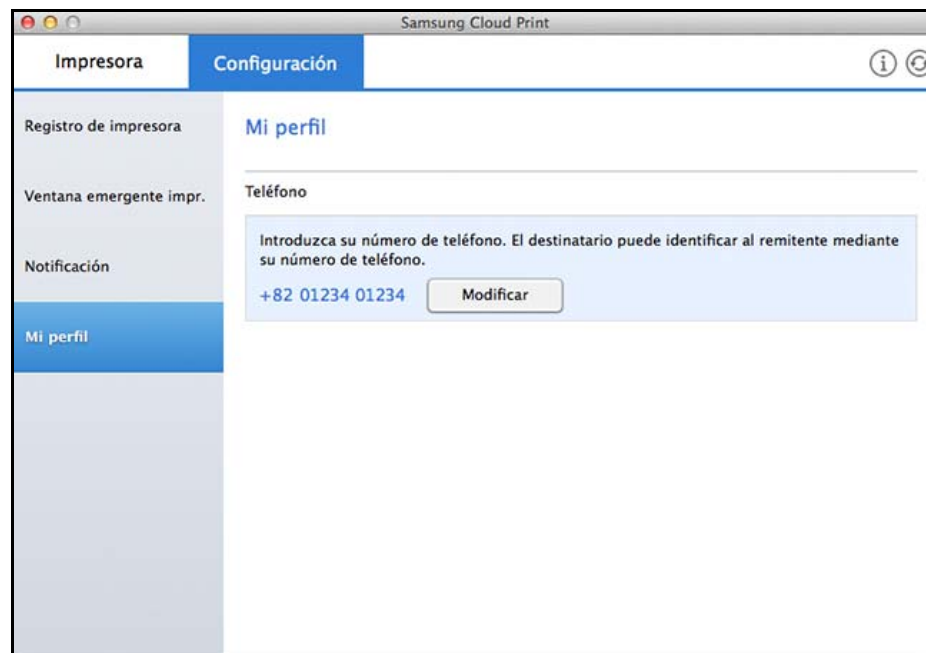 Samsung Cloud Print
Impresora
Configuración
Registro de impresora
Ventana emergente impr.
Notificación
Mi perfil
Mi perfil
Teléfono
Introduzca su número de teléfono. El destinatario puede identificar al remitente mediante
su número de teléfono.
+82 01234 01234
Modificar